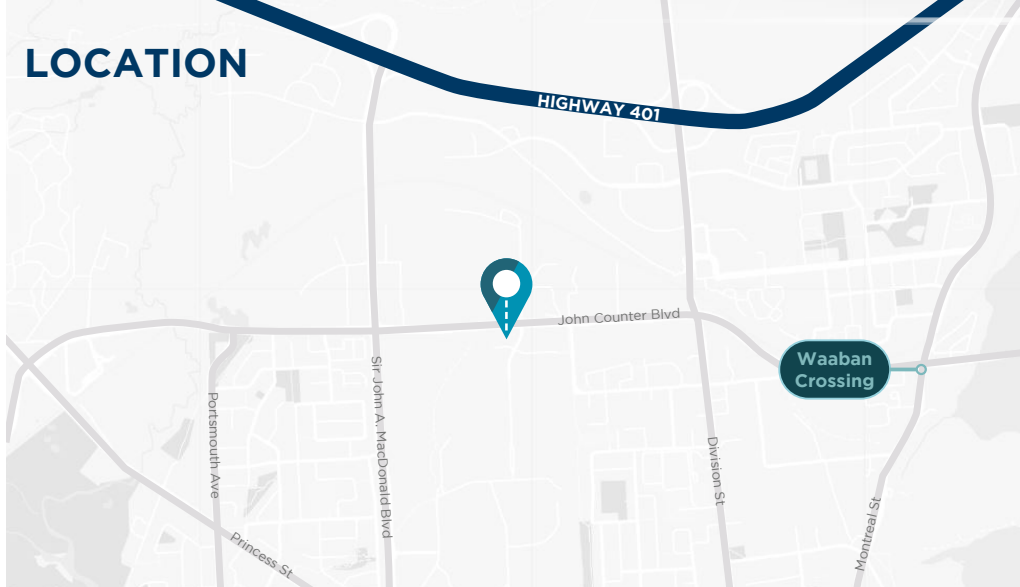 LOCATION
HIGHWAY 401
John Counter Blvd
Waaban
Crossing
Sir John A. MacDonald Blvd
Portsmouth Ave
Division St
Montreal St
Princess St